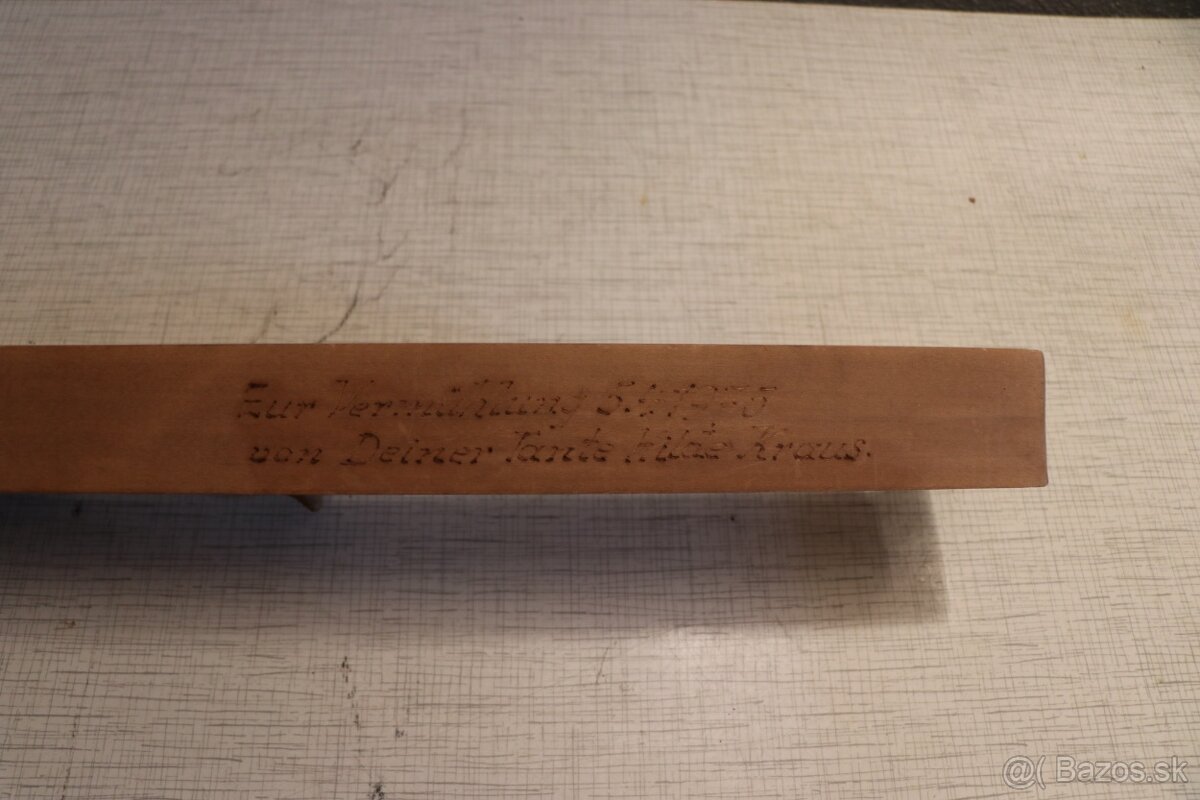 Zur Vermählung
von Deiner Tante Hilde Kraus.
@( Bazos.sk